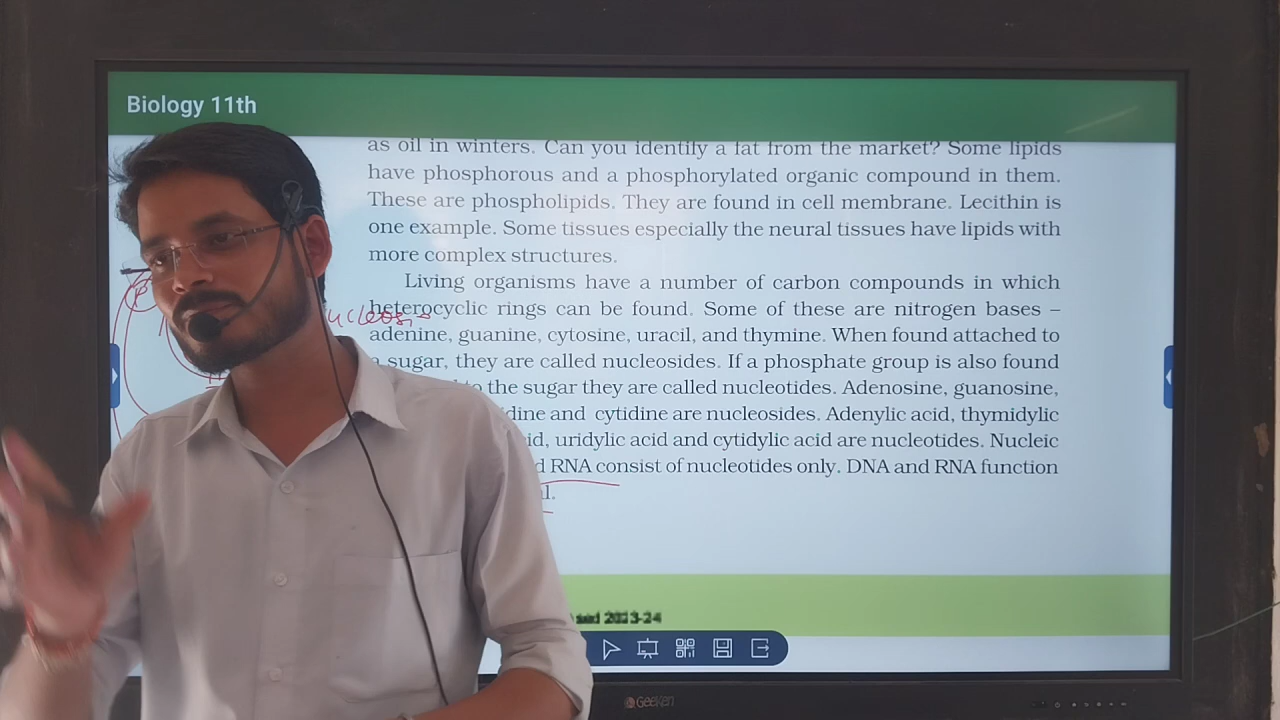 Biology 11th
as oil in winters. Can you identify a fat from the market? Some lipids
have phosphorous and a phosphorylated organic compound in them.
These are phospholipids. They are found in cell membrane. Lecithin is
one example. Some tissues especially the neural tissues have lipids with
more complex structures.
Living organisms have a number of carbon compounds in which
heterocyclic rings can be found. Some of these are nitrogen bases –
adenine, guanine, cytosine, uracil, and thymine. When found attached to
sugar, they are called nucleosides. If a phosphate group is also found
to the sugar they are called nucleotides. Adenosine, guanosine,
dine and cytidine are nucleosides. Adenylic acid, thymidylic
id, uridylic acid and cytidylic acid are nucleotides. Nucleic
d RNA consist of nucleotides only. DNA and RNA function
l.
2023-24
GeeKen